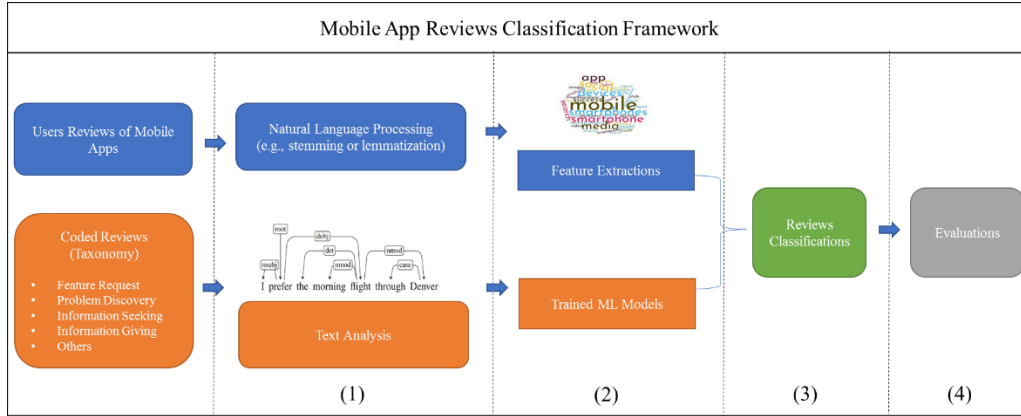 Mobile App Reviews Classification Framework
Users Reviews of Mobile
Apps
Natural Language Processing
(e.g., stemming or lemmatization)
app
social
devices
mobile
smartphones
smartphone
media
search
Feature Extractions
Coded Reviews
(Taxonomy)
• Feature Request
• Problem Discovery
• Information Seeking
• Information Giving
• Others
root
dobj
det
nmod
nsubj
nmod
case
I prefer the morning flight through Denver
Text Analysis
Trained ML Models
Reviews
Classifications
Evaluations
(1)
(2)
(3)
(4)